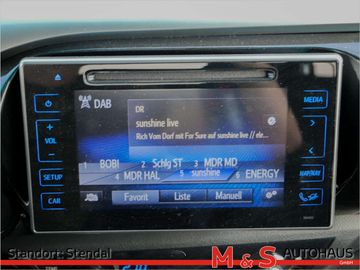 DAB
DR
sunshine live
Rich Vom Dorf mit For Sure auf sunshine live // ele...
MEDIA
VOL
SETUP
CAR
MAP/NAV
1 BOBI 2 Schlg ST 3 MDR MD
4 MDR HAL 5 sunshine 6 ENERGY
Favorit Liste Manuell
Standort: Stendal
M & S AUTOHAUS
GmbH